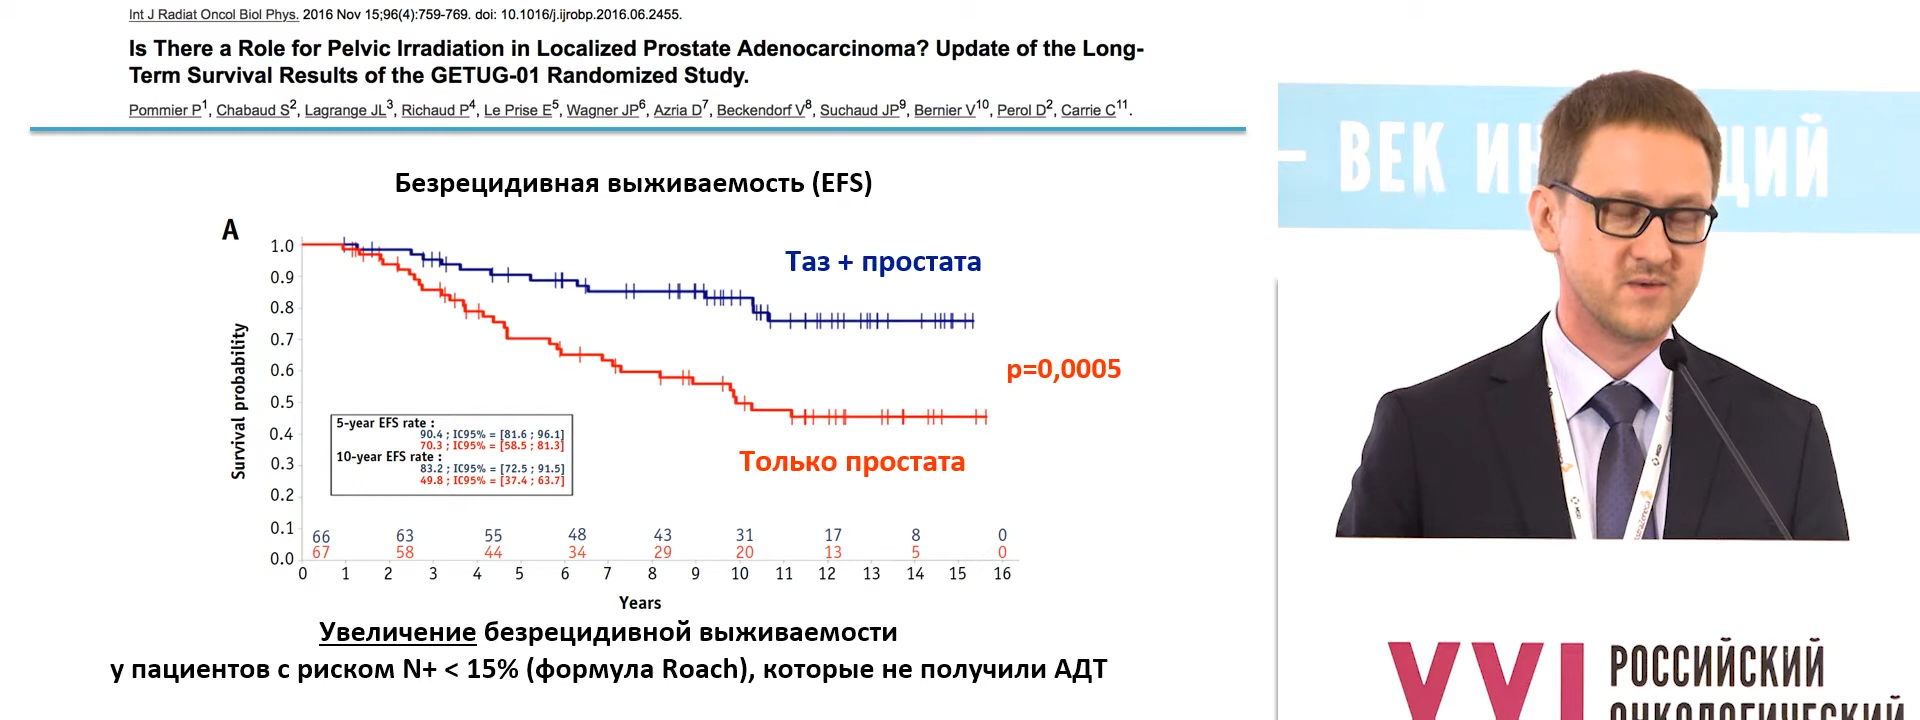 Int J Radiat Oncol Biol Phys. 2016 Nov 15;96(4):759-769. doi: 10.1016/j.ijrobp.2016.06.2455.
Is There a Role for Pelvic Irradiation in Localized Prostate Adenocarcinoma? Update of the Long-
Term Survival Results of the GETUG-01 Randomized Study.
Pommier P1, Chabaud S2, Lagrange JL3, Richaud P4, Le Prise E5, Wagner JP6, Azria D7, Beckendorf V8, Suchaud JP9, Bernier V10, Perol D2, Carrie C11.
Безрецидивная выживаемость (EFS)
A
Survival probability
1.0
0.9
0.8
0.7
0.6
0.5
0.4
0.3
0.2
0.1
0.0
Таз + простата
p=0,0005
Только простата
5-year EFS rate :
90.4 ; IC95% = [81.6 ; 96.1]
70.3 ; IC95% = [58.5 ; 81.3]
10-year EFS rate :
83.2 ; IC95% = [72.5 ; 91.5]
49.8 ; IC95% = [37.4 ; 63.7]
66 63 55 48 43 31 17 8 0
67 58 44 34 29 20 13 5 0
0 1 2 3 4 5 6 7 8 9 10 11 12 13 14 15 16
Years
Увеличение безрецидивной выживаемости
у пациентов с риском N+ < 15% (формула Roach), которые не получили АДТ
– ВЕК
XXI РОССИЙСКИЙ
ОНКОЛОГИЧЕСКИЙ